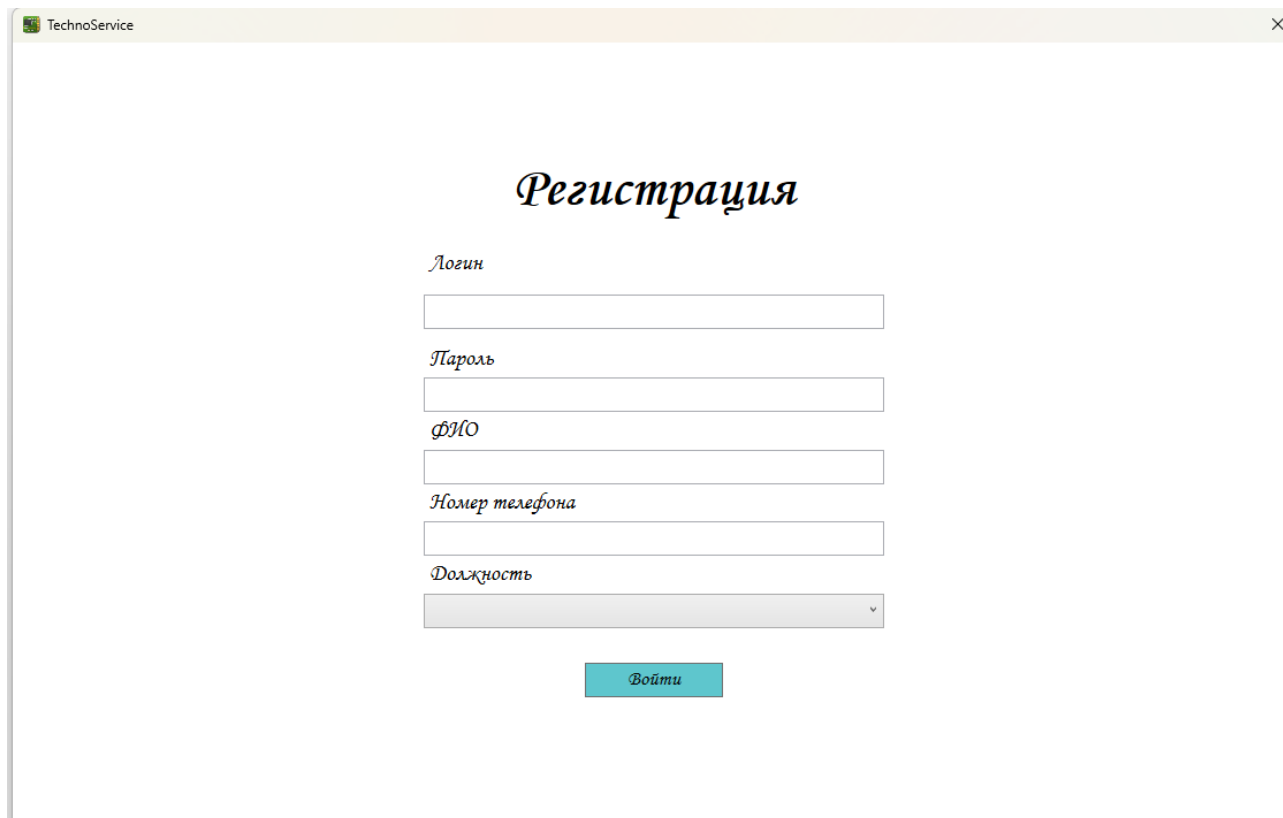 TechnoService
Регистрация
Логин
Пароль
ФИО
Номер телефона
Должность
Войти